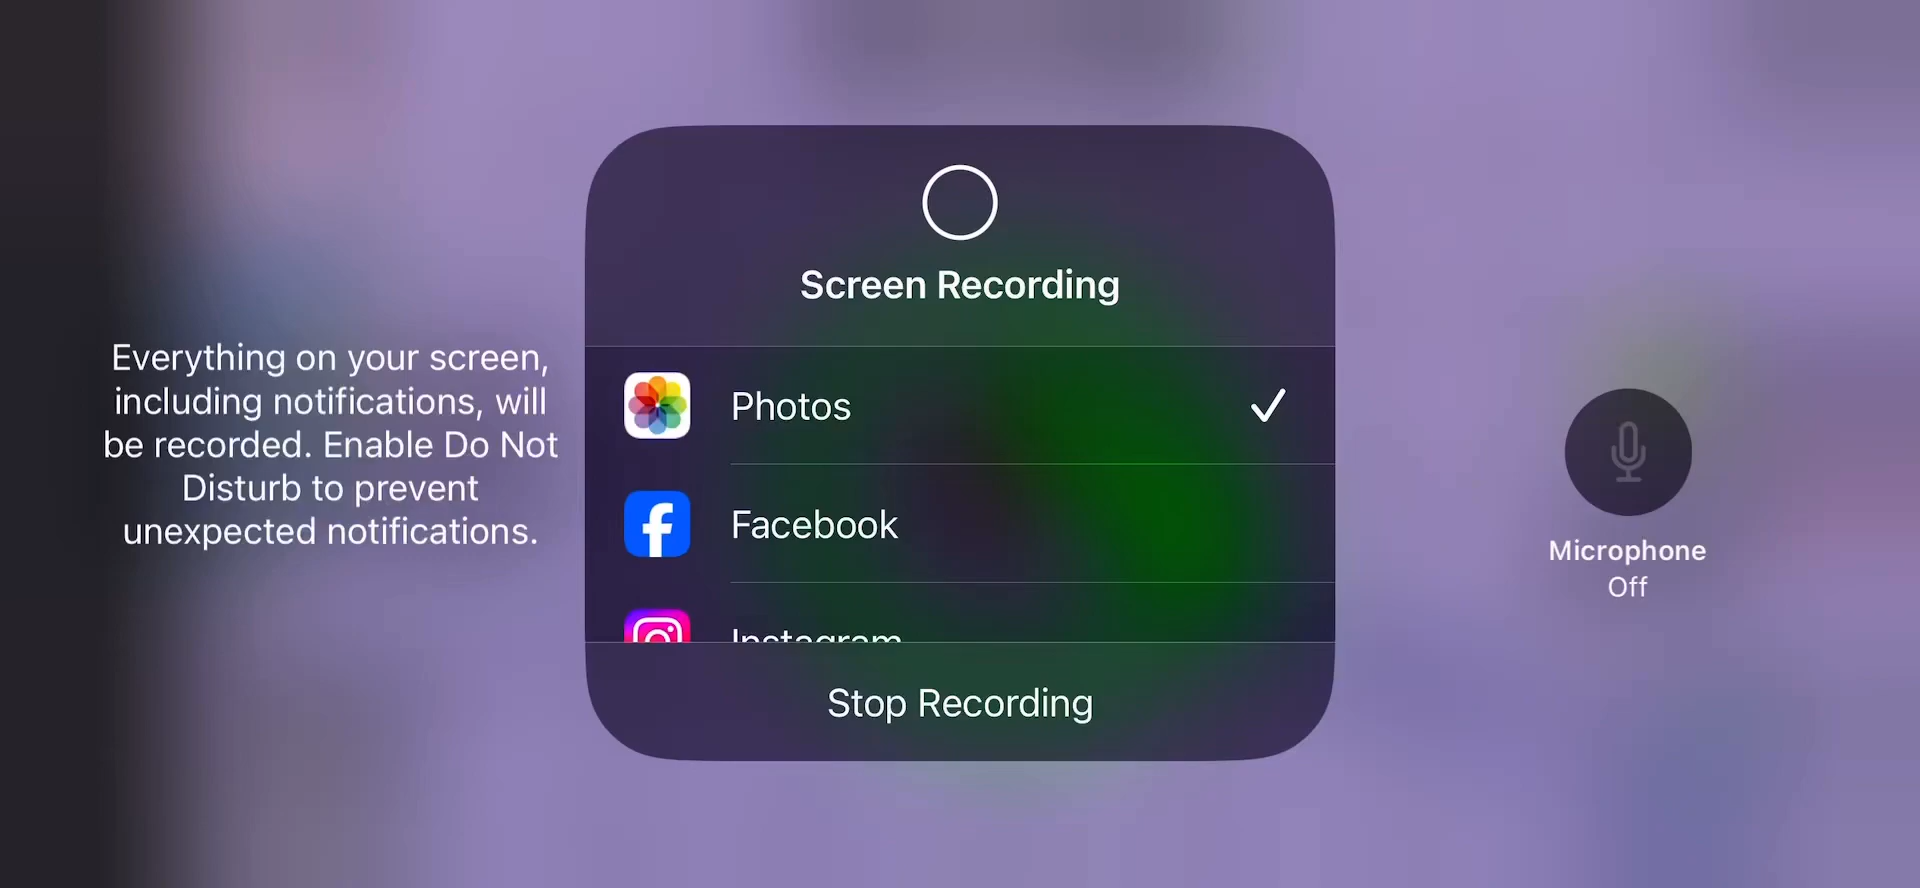 Screen Recording
Everything on your screen,
including notifications, will
be recorded. Enable Do Not
Disturb to prevent
unexpected notifications.
Photos
Facebook
Instagram
Stop Recording
Microphone
Off